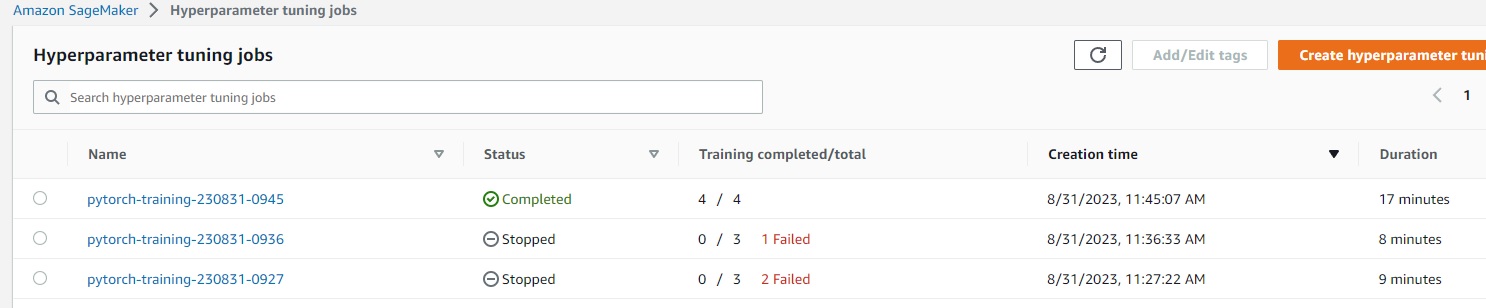 Amazon SageMaker > Hyperparameter tuning jobs
Hyperparameter tuning jobs
Add/Edit tags
Create hyperparameter
Search hyperparameter tuning jobs
1
Name Status Training completed/total Creation time Duration
pytorch-training-230831-0945 Completed 4 / 4 8/31/2023, 11:45:07 AM 17 minutes
pytorch-training-230831-0936 Stopped 0 / 3 1 Failed 8/31/2023, 11:36:33 AM 8 minutes
pytorch-training-230831-0927 Stopped 0 / 3 2 Failed 8/31/2023, 11:27:22 AM 9 minutes